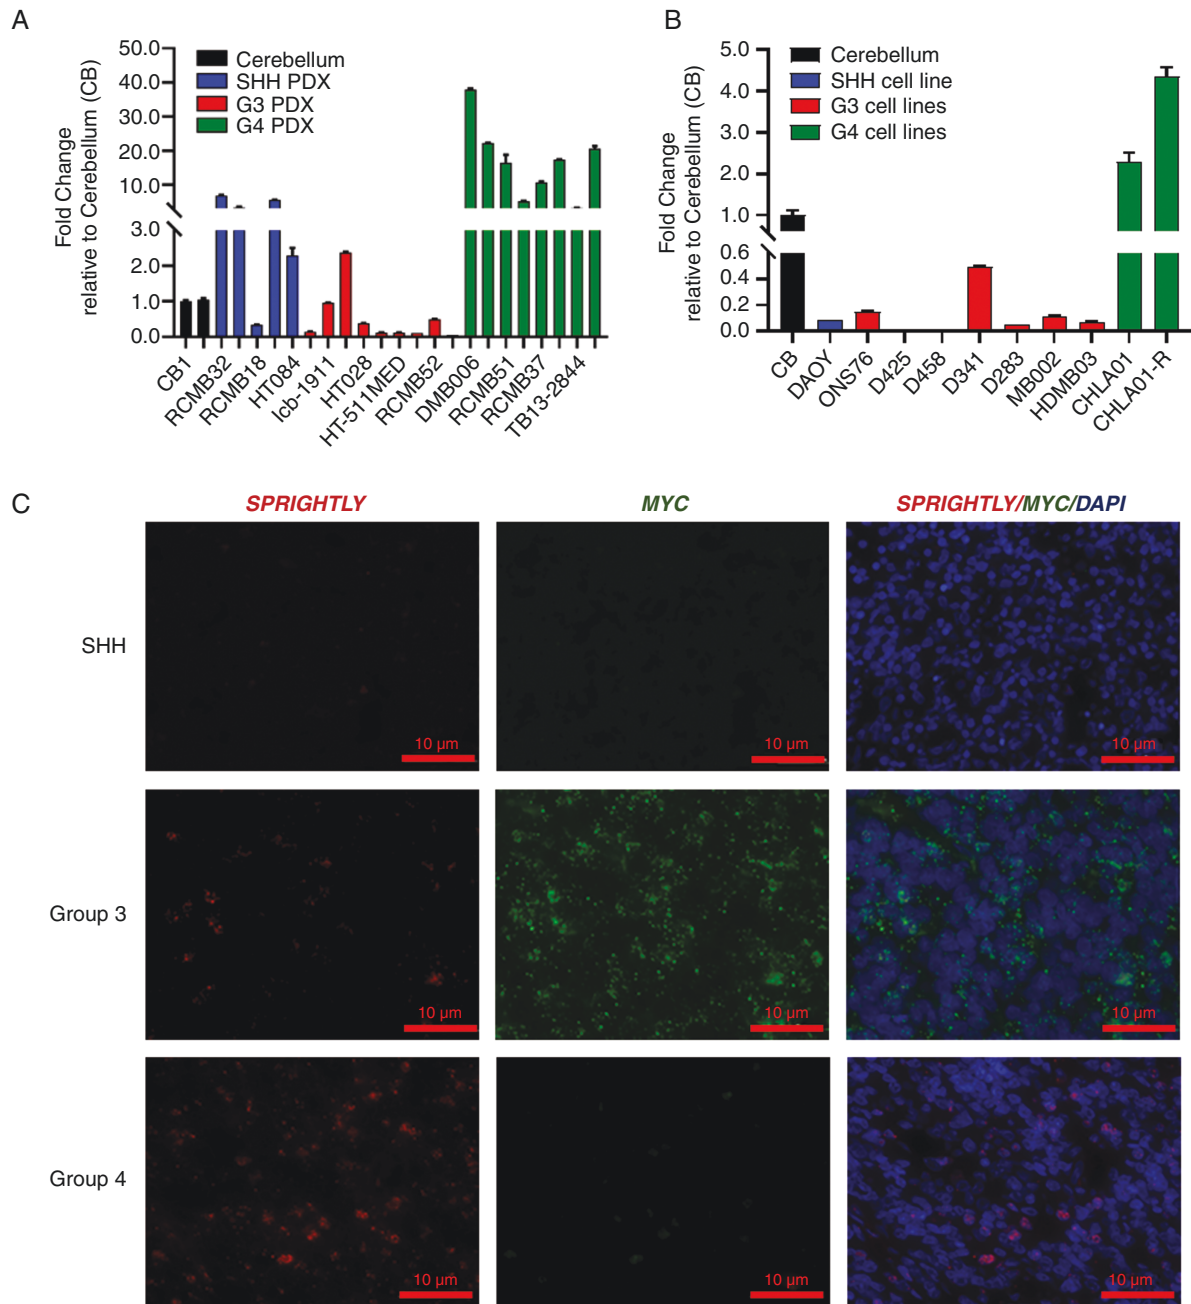 A
Fold Change
relative to Cerebellum (CB)
50.0
40.0
30.0
20.0
10.0
3.0
2.0
1.0
0.0
Cerebellum
SHH PDX
G3 PDX
G4 PDX
CB1
RCMB32
RCMB18
HT084
Icb-1911
HT028
HT-511MED
RCMB52
DMB006
RCMB51
RCMB37
TB13-2844
B
Fold Change
relative to Cerebellum (CB)
5.0
4.0
3.0
2.0
1.0
0.6
0.4
0.2
0.0
Cerebellum
SHH cell line
G3 cell lines
G4 cell lines
CB
DAOY
ONS76
D425
D458
D341
D283
MB002
HDMB03
CHLA01
CHLA01-R
C
SPRIGHTLY
MYC
SPRIGHTLY/MYC/DAPI
SHH
10 µm
10 µm
10 µm
Group 3
10 µm
10 µm
10 µm
Group 4
10 µm
10 µm
10 µm